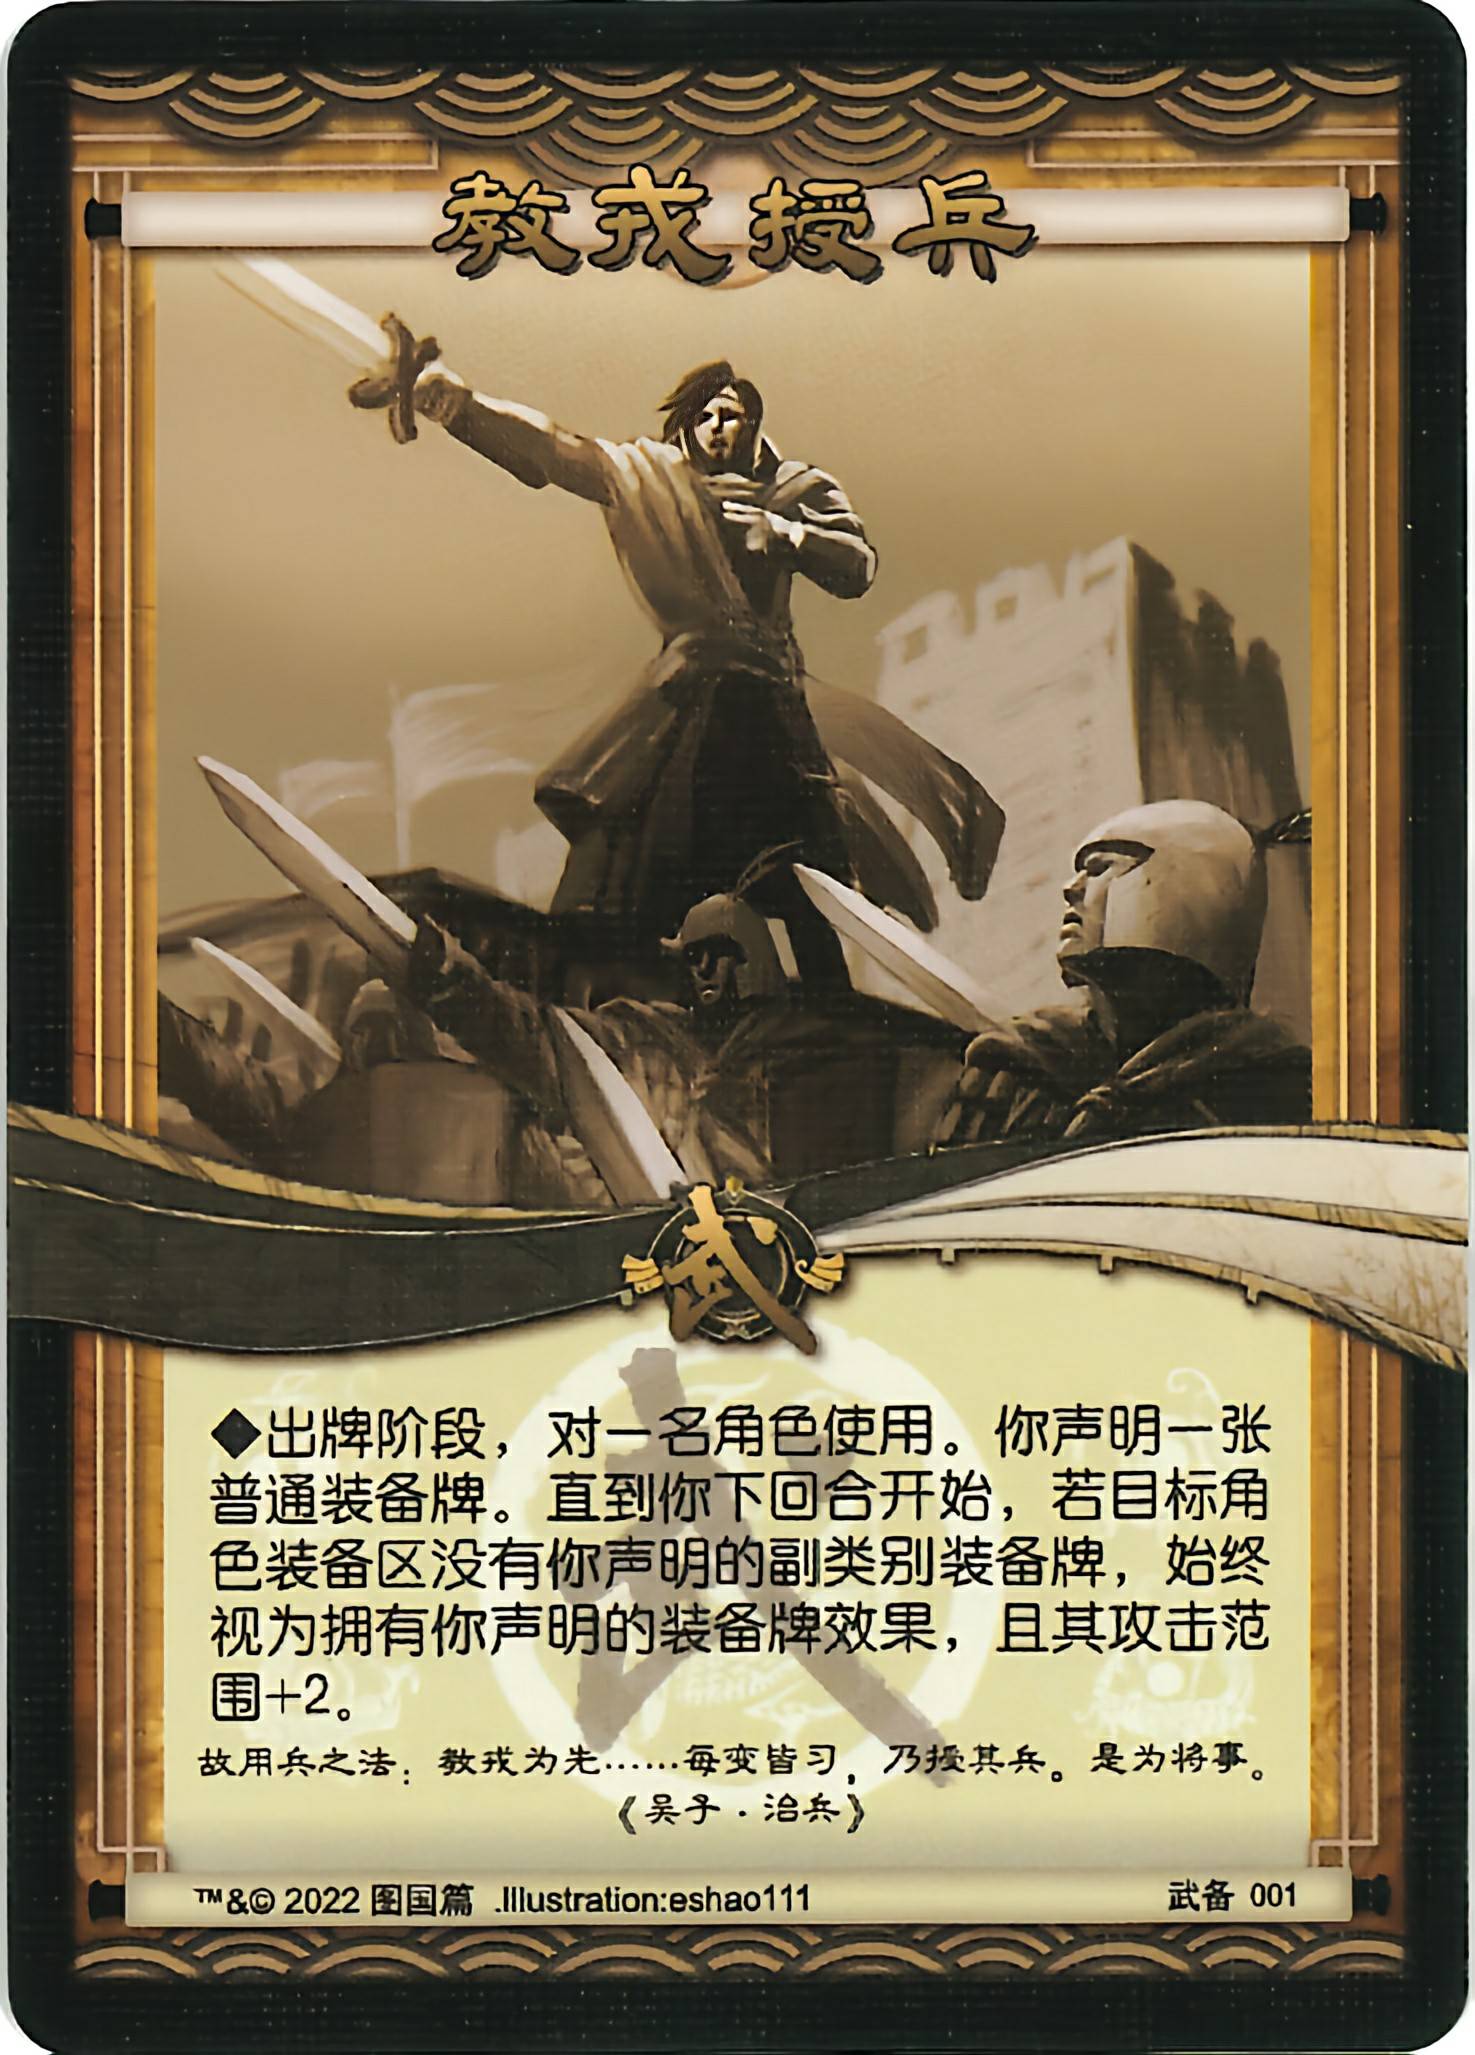 教戎授兵
武
◆出牌阶段，对一名角色使用。你声明一张
普通装备牌。直到你下回合开始，若目标角
色装备区没有你声明的副类别装备牌，始终
视为拥有你声明的装备牌效果，且其攻击范
围+2。
故用兵之法：教戎为先……每变皆习，乃授其兵。是为将事。
《吴子·治兵》
™&© 2022 图国篇 .Illustration:eshao111
武备 001